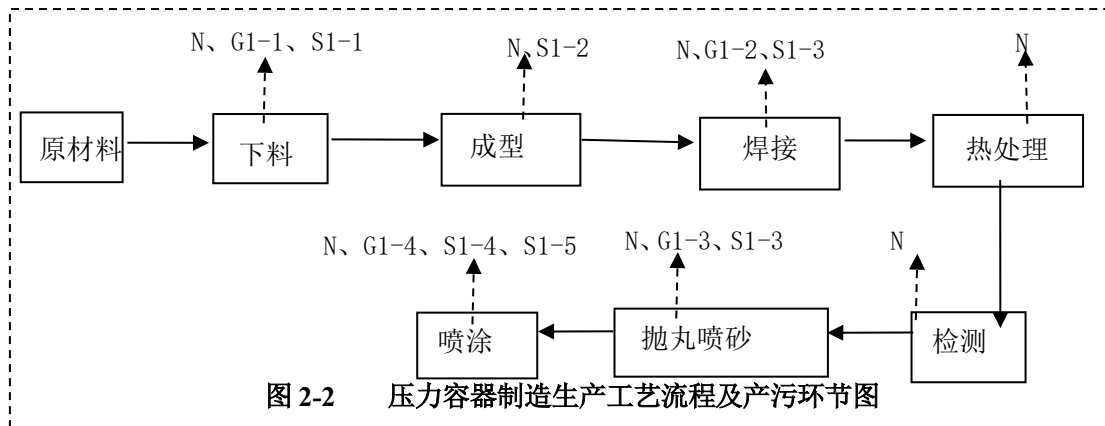 N、G1-1、S1-1
N、S1-2
N、G1-2、S1-3
N
原材料
下料
成型
焊接
热处理
N、G1-4、S1-4、S1-5
N、G1-3、S1-3
N
喷涂
抛丸喷砂
检测
图 2-2 压力容器制造生产工艺流程及产污环节图